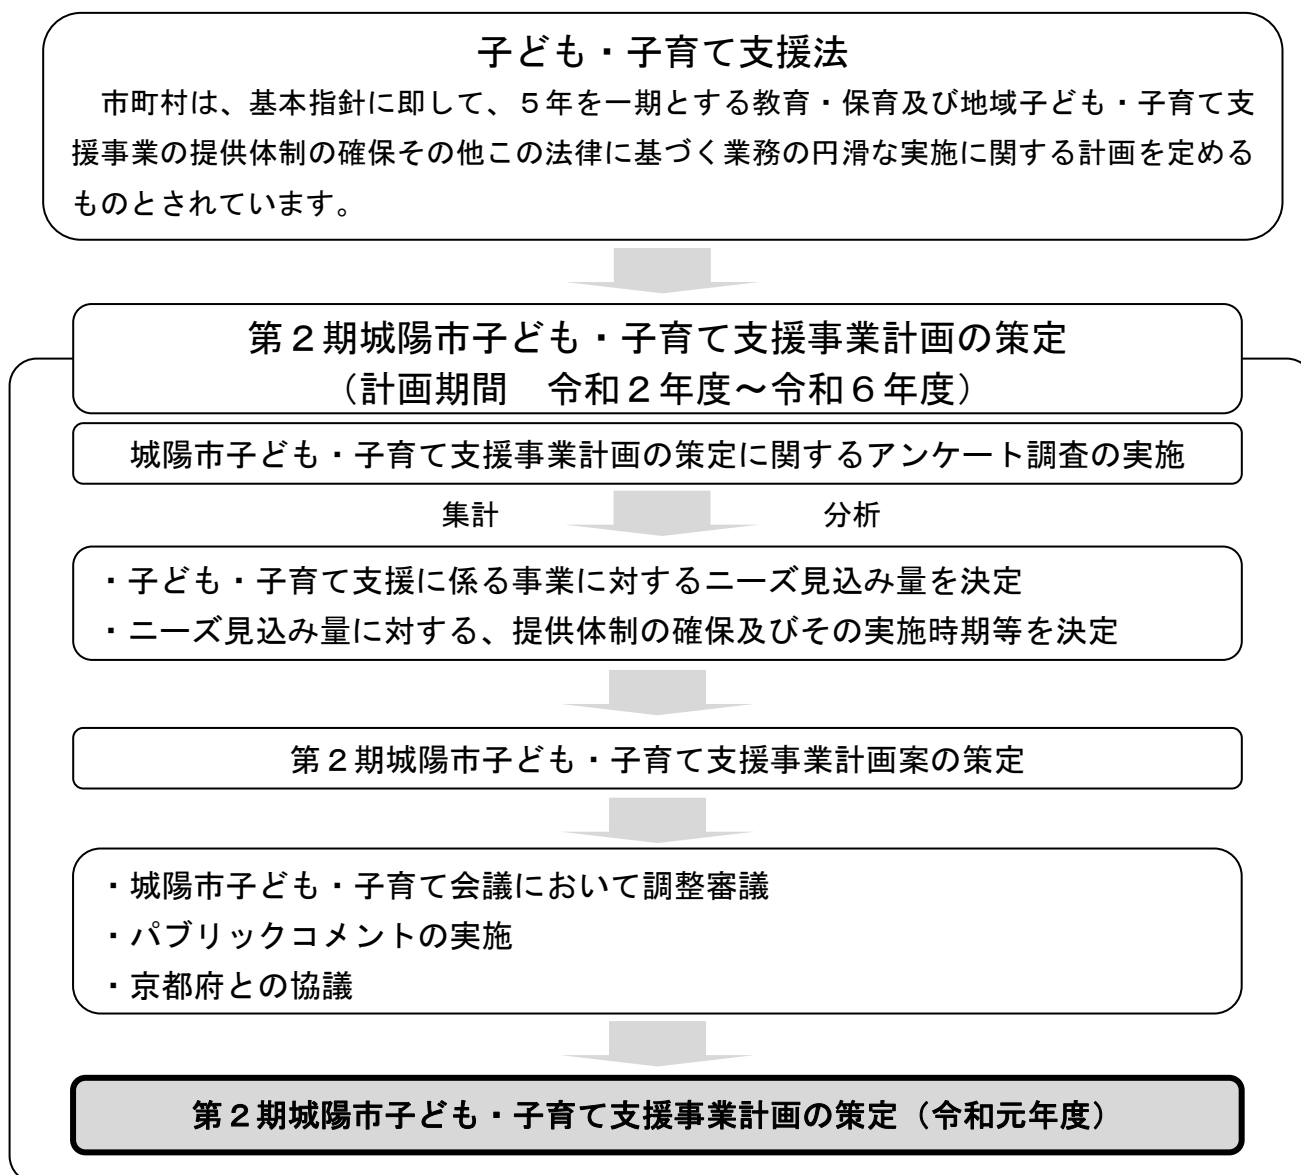 子ども・子育て支援法
市町村は、基本指針に即して、５年を一期とする教育・保育及び地域子ども・子育て支
援事業の提供体制の確保その他この法律に基づく業務の円滑な実施に関する計画を定める
ものとされています。
第２期城陽市子ども・子育て支援事業計画の策定
（計画期間　令和２年度～令和６年度）
城陽市子ども・子育て支援事業計画の策定に関するアンケート調査の実施
集計　分析
・子ども・子育て支援に係る事業に対するニーズ見込み量を決定
・ニーズ見込み量に対する、提供体制の確保及びその実施時期等を決定
第２期城陽市子ども・子育て支援事業計画案の策定
・城陽市子ども・子育て会議において調整審議
・パブリックコメントの実施
・京都府との協議
第２期城陽市子ども・子育て支援事業計画の策定（令和元年度）